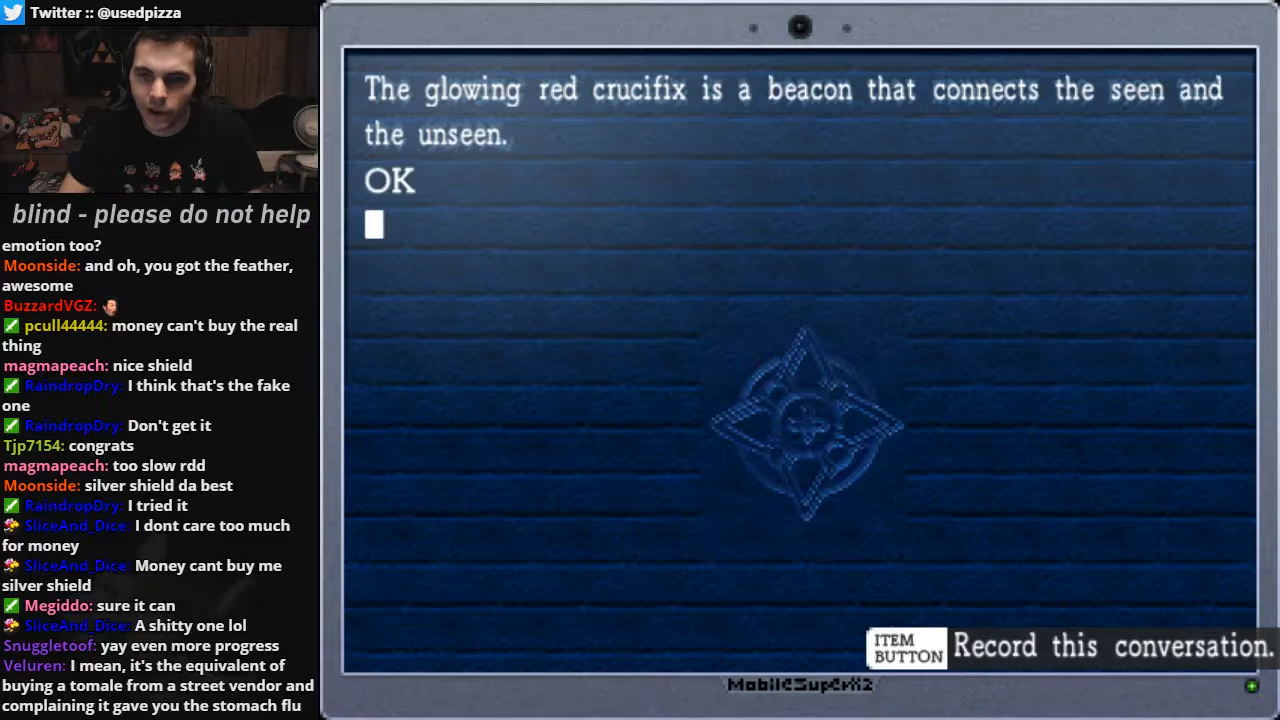 Twitter :: @usedpizza
blind - please do not help
emotion too?
Moonside: and oh, you got the feather,
awesome
BuzzardVGZ:
pcull44444: money can't buy the real
thing
magmapeach: nice shield
RaindropDry: I think that's the fake
one
RaindropDry: Don't get it
Tjp7154: congrats
magmapeach: too slow rdd
Moonside: silver shield da best
RaindropDry: I tried it
SliceAnd_Dice: I dont care too much
for money
SliceAnd_Dice: Money cant buy me
silver shield
Megiddo: sure it can
SliceAnd_Dice: A shitty one lol
Snuggletoof: yay even more progress
Veluren: I mean, it's the equivalent of
buying a tomale from a street vendor and
complaining it gave you the stomach flu
The glowing red crucifix is a beacon that connects the seen and
the unseen.
OK
ITEM
BUTTON
Record this conversation.
MobileSuperX2